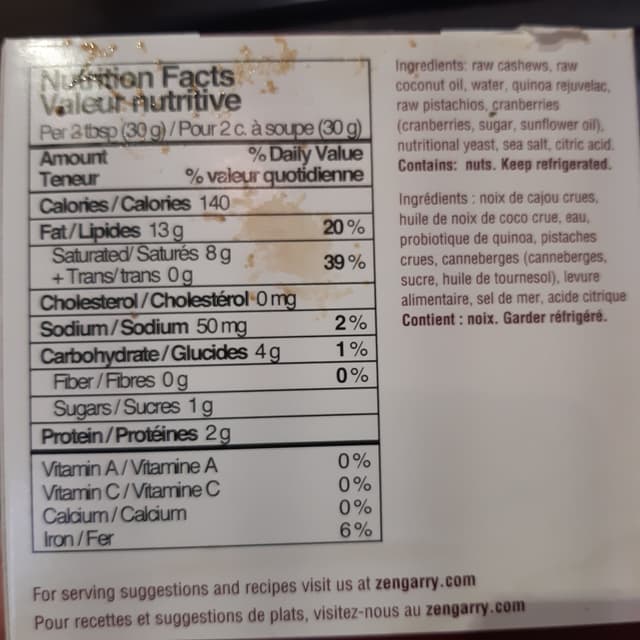 Nutrition Facts
Valeur nutritive
Per 2 tbsp (30 g) / Pour 2 c. à soupe (30 g)
Amount % Daily Value
Teneur % valeur quotidienne
Calories / Calories 140
Fat / Lipides 13 g 20 %
Saturated / Saturés 8 g 39 %
+ Trans / trans 0 g
Cholesterol / Cholestérol 0 mg
Sodium / Sodium 50 mg 2 %
Carbohydrate / Glucides 4 g 1 %
Fiber / Fibres 0 g 0 %
Sugars / Sucres 1 g
Protein / Protéines 2 g
Vitamin A / Vitamine A 0 %
Vitamin C / Vitamine C 0 %
Calcium / Calcium 0 %
Iron / Fer 6 %
Ingredients: raw cashews, raw
coconut oil, water, quinoa rejuvelac,
raw pistachios, cranberries
(cranberries, sugar, sunflower oil),
nutritional yeast, sea salt, citric acid.
Contains: nuts. Keep refrigerated.
Ingrédients : noix de cajou crues,
huile de noix de coco crue, eau,
probiotique de quinoa, pistaches
crues, canneberges (canneberges,
sucre, huile de tournesol), levure
alimentaire, sel de mer, acide citrique
Contient : noix. Garder réfrigéré.
For serving suggestions and recipes visit us at zengarry.com
Pour recettes et suggestions de plats, visitez-nous au zengarry.com